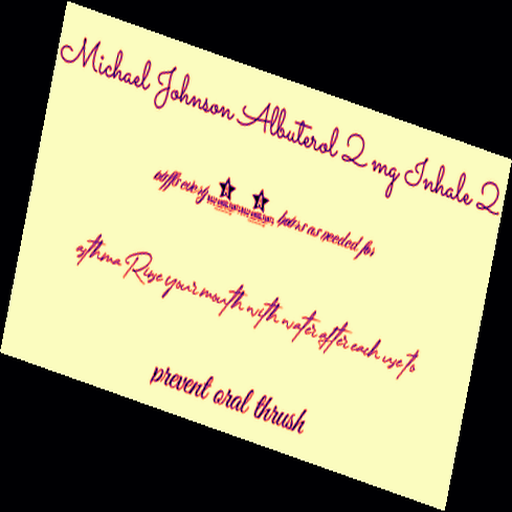 Michael Johnson Albuterol 2 mg Inhale 2
puffs every hours as needed for
asthma Rinse your mouth with water after each use to
prevent oral thrush